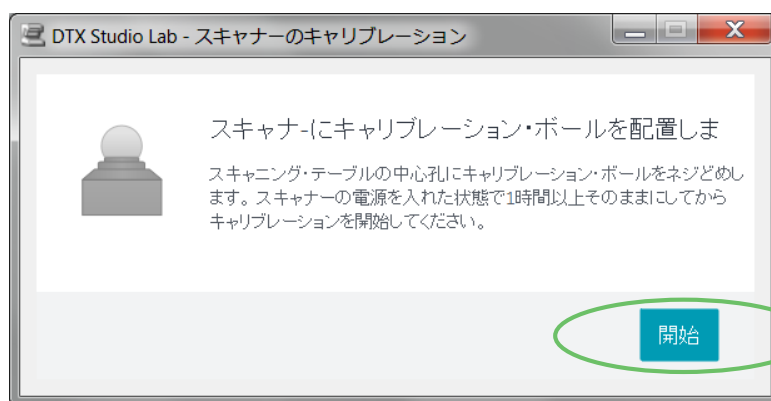 DTX Studio Lab - スキャナーのキャリブレーション
スキャナ-にキャリブレーション・ボールを配置しま
スキャニング・テーブルの中心孔にキャリブレーション・ボールをネジどめし
ます。スキャナーの電源を入れた状態で1時間以上そのままにしてから
キャリブレーションを開始してください。
開始